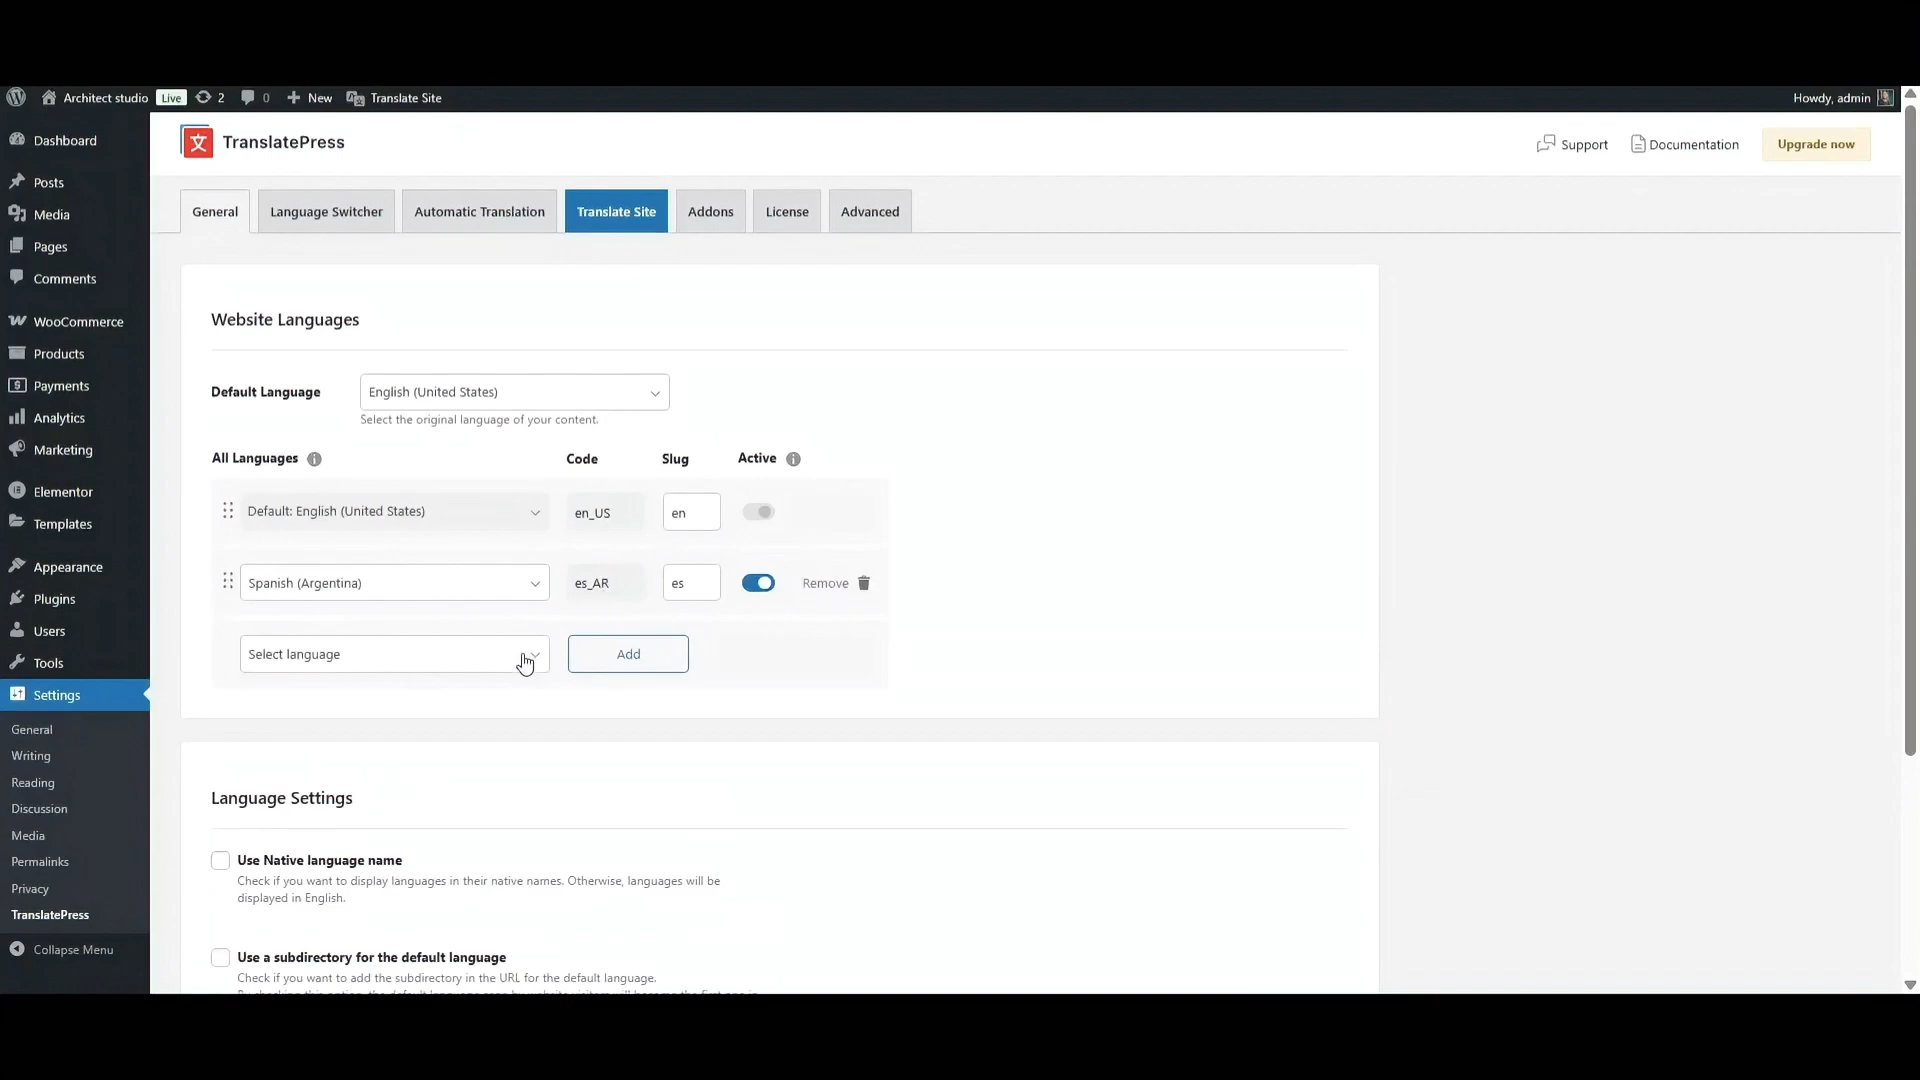 Architect studio Live 2 0 New Translate Site Howdy, admin
Dashboard
Posts
Media
Pages
Comments
WooCommerce
Products
Payments
Analytics
Marketing
Elementor
Templates
Appearance
Plugins
Users
Tools
Settings
General
Writing
Reading
Discussion
Media
Permalinks
Privacy
TranslatePress
Collapse Menu
文 TranslatePress
Support Documentation Upgrade now
General Language Switcher Automatic Translation Translate Site Addons License Advanced
Website Languages
Default Language English (United States)
Select the original language of your content.
All Languages Code Slug Active
Default: English (United States) en_US en
Spanish (Argentina) es_AR es Remove
Select language Add
Language Settings
Use Native language name
Check if you want to display languages in their native names. Otherwise, languages will be
displayed in English.
Use a subdirectory for the default language
Check if you want to add the subdirectory in the URL for the default language.